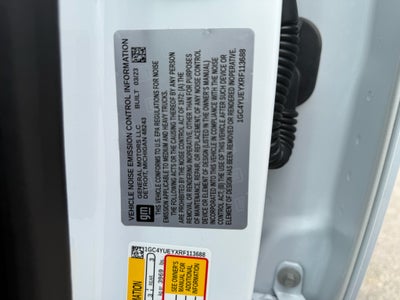 VEHICLE NOISE EMISSION CONTROL INFORMATION
GENERAL MOTORS LLC
DETROIT, MICHIGAN 48243
BUILT 03/23
THIS VEHICLE CONFORMS TO U.S. EPA REGULATIONS FOR NOISE
EMISSION APPLICABLE TO MEDIUM AND HEAVY TRUCKS.
THE FOLLOWING ACTS OR THE CAUSING THEREOF BY ANY PERSON
ARE PROHIBITED BY THE NOISE CONTROL ACT OF 1972: (A) THE
REMOVAL OR RENDERING INOPERATIVE, OTHER THAN FOR PURPOSES
OF MAINTENANCE, REPAIR, OR REPLACEMENT, OF ANY NOISE CONTROL
DEVICE OR ELEMENT OF DESIGN (LISTED IN THE OWNER'S MANUAL)
INCORPORATED INTO THIS VEHICLE IN COMPLIANCE WITH THE NOISE
CONTROL ACT; (B) THE USE OF THIS VEHICLE AFTER SUCH DEVICE OR
ELEMENT OF DESIGN HAS BEEN REMOVED OR RENDERED INOPERABLE.
1GC4YUEYXRF113688
gm
1GC4YUEYXRF113688
SEE OWNER'S
MANUAL FOR
ADDITIONAL
INFORMATION